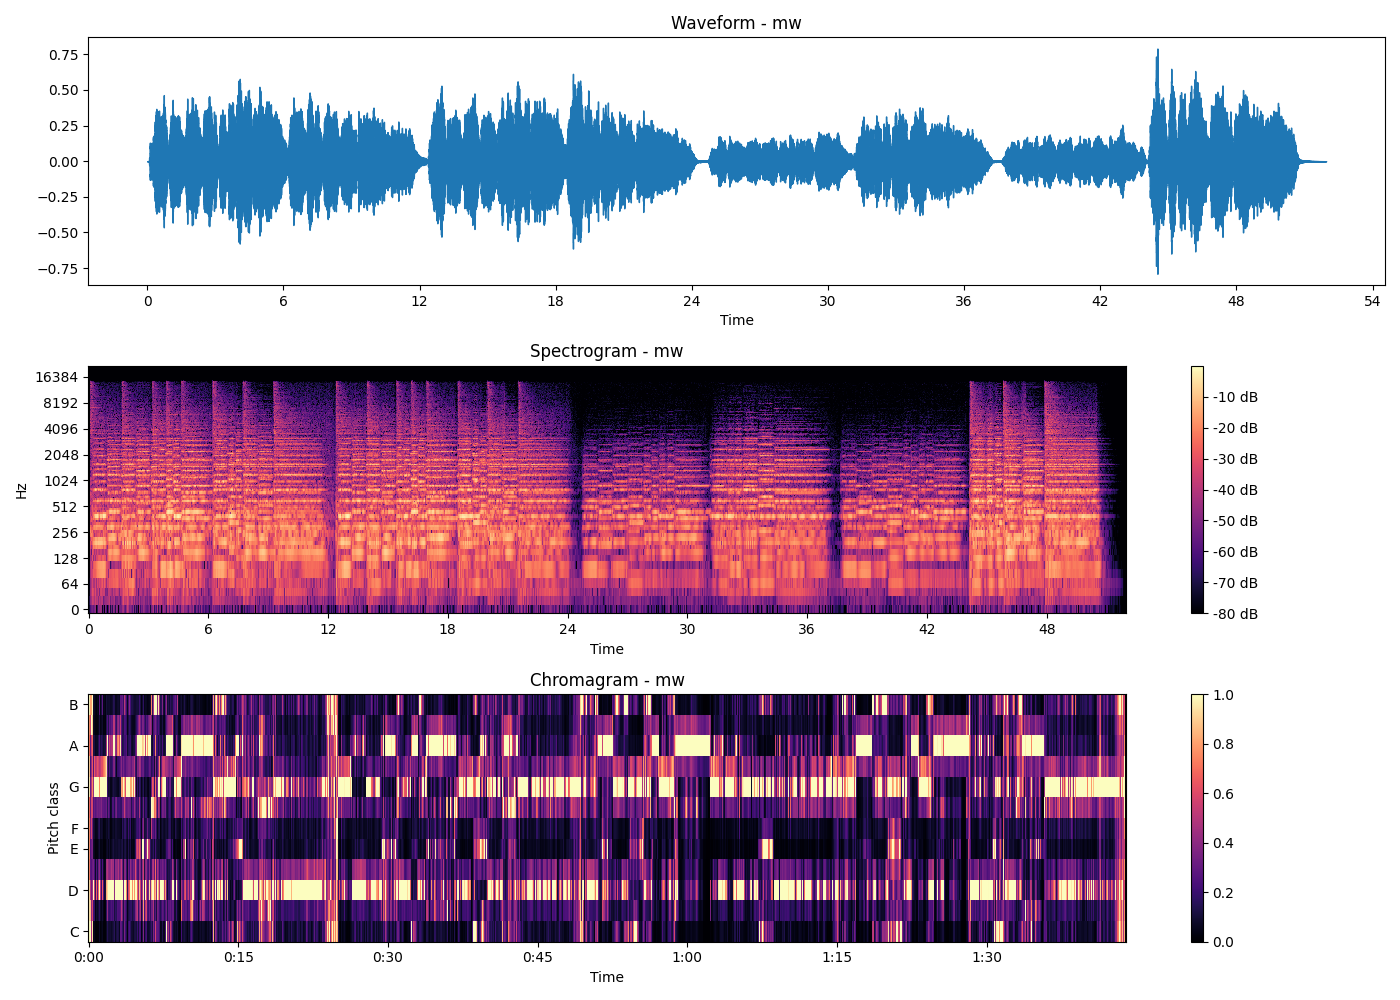 Waveform - mw
0.75
0.50
0.25
0.00
−0.25
−0.50
−0.75
0 6 12 18 24 30 36 42 48 54
Time
Spectrogram - mw
Hz
16384
8192
4096
2048
1024
512
256
128
64
0
0 6 12 18 24 30 36 42 48
Time
-10 dB
-20 dB
-30 dB
-40 dB
-50 dB
-60 dB
-70 dB
-80 dB
Chromagram - mw
Pitch class
B
A
G
F
E
D
C
0:00 0:15 0:30 0:45 1:00 1:15 1:30
Time
1.0
0.8
0.6
0.4
0.2
0.0